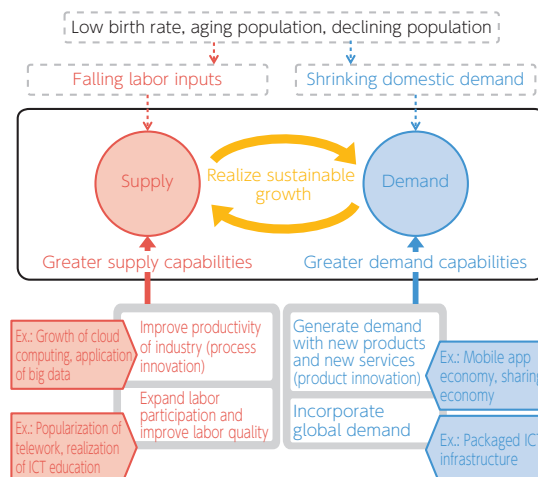 Low birth rate, aging population, declining population
Falling labor inputs
Shrinking domestic demand
Supply
Realize sustainable
growth
Demand
Greater supply capabilities
Greater demand capabilities
Ex.: Growth of cloud
computing, application
of big data
Improve productivity
of industry (process
innovation)
Generate demand
with new products
and new services
(product innovation)
Ex.: Mobile app
economy, sharing
economy
Ex.: Popularization of
telework, realization
of ICT education
Expand labor
participation and
improve labor quality
Incorporate
global demand
Ex.: Packaged ICT
infrastructure